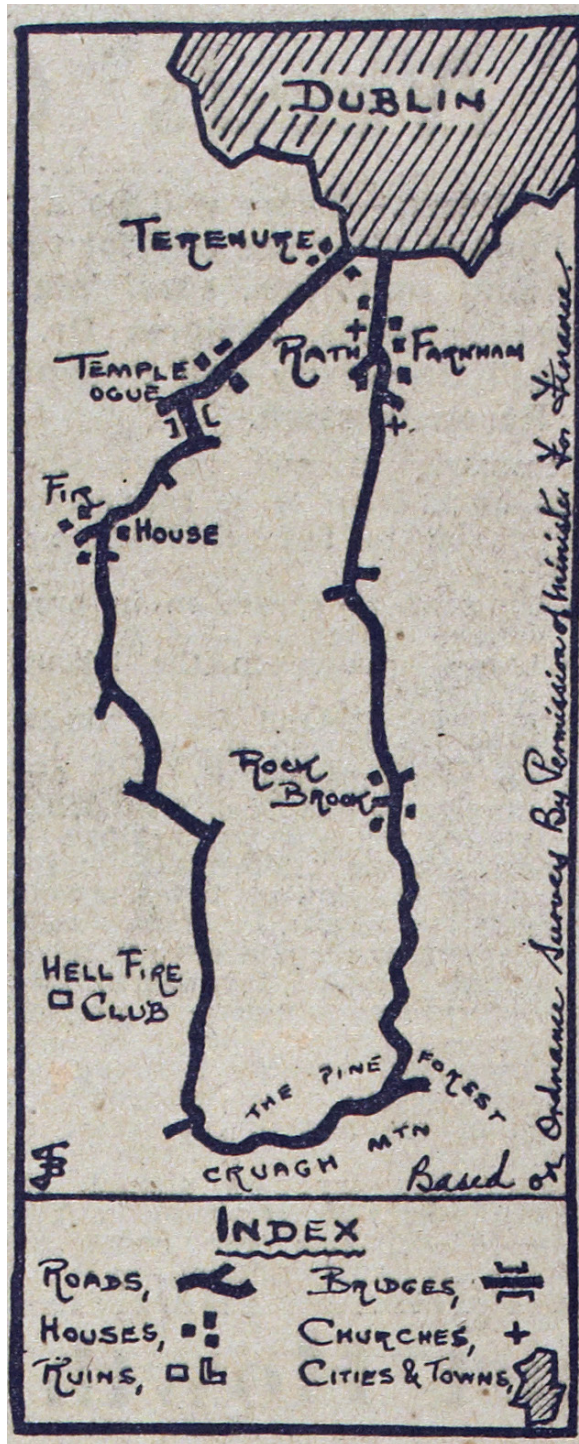 DUBLIN
TERENURE
RATH FARNHAM
TEMPLE
OGUE
FIR
HOUSE
ROCK
BROOK
HELL FIRE
CLUB
THE PINE FOREST
CRUAGH MTN
Based on Ordnance Survey By Permission of Minister For Finance.
INDEX
ROADS,
BRIDGES,
HOUSES,
CHURCHES,
RUINS,
CITIES & TOWNS,